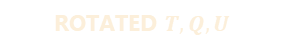 ROTATED T, Q, U